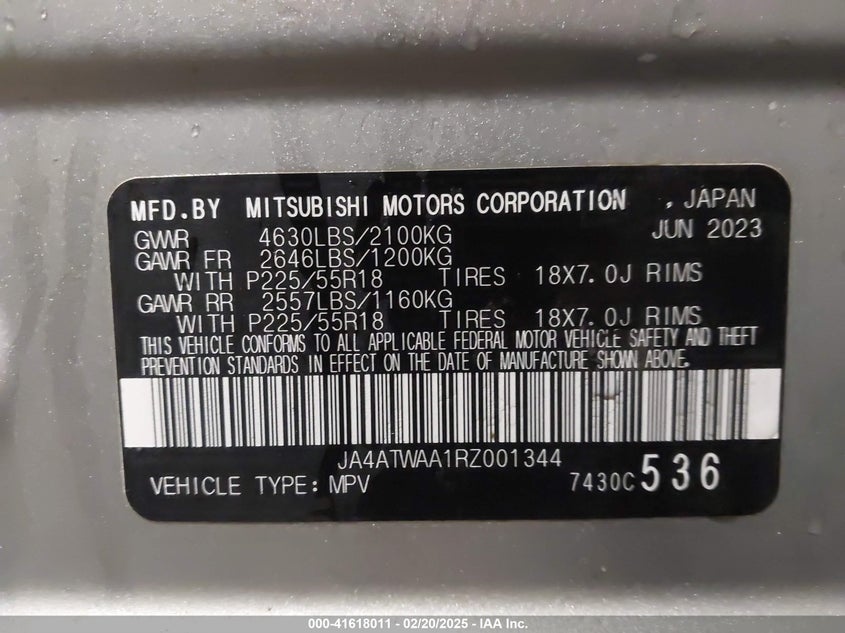 MFD.BY MITSUBISHI MOTORS CORPORATION , JAPAN
GWWR 4630LBS/2100KG JUN 2023
GAWR FR 2646LBS/1200KG
WITH P225/55R18 TIRES 18X7.0J RIMS
GAWR RR 2557LBS/1160KG
WITH P225/55R18 TIRES 18X7.0J RIMS
THIS VEHICLE CONFORMS TO ALL APPLICABLE FEDERAL MOTOR VEHICLE SAFETY AND THEFT
PREVENTION STANDARDS IN EFFECT ON THE DATE OF MANUFACTURE SHOWN ABOVE.
JA4ATWAA1RZ001344
VEHICLE TYPE: MPV 7430C 536
000-41618011 - 02/20/2025 - IAA Inc.